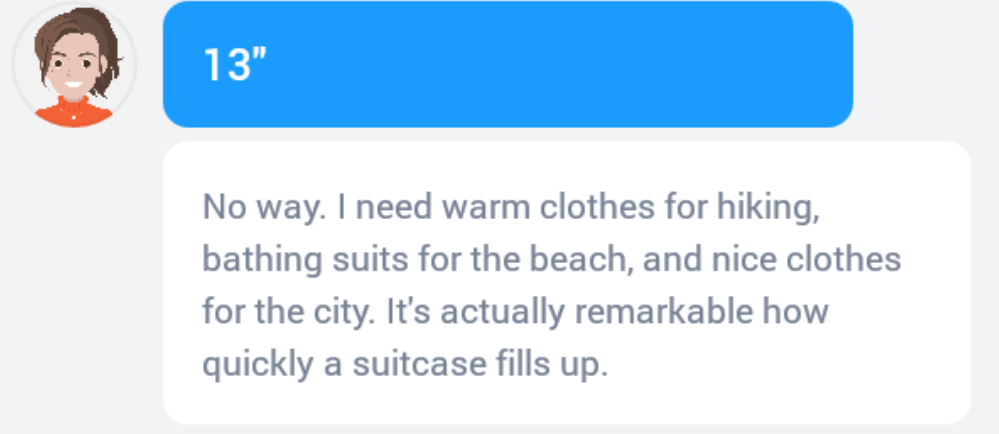 13"
No way. I need warm clothes for hiking,
bathing suits for the beach, and nice clothes
for the city. It's actually remarkable how
quickly a suitcase fills up.